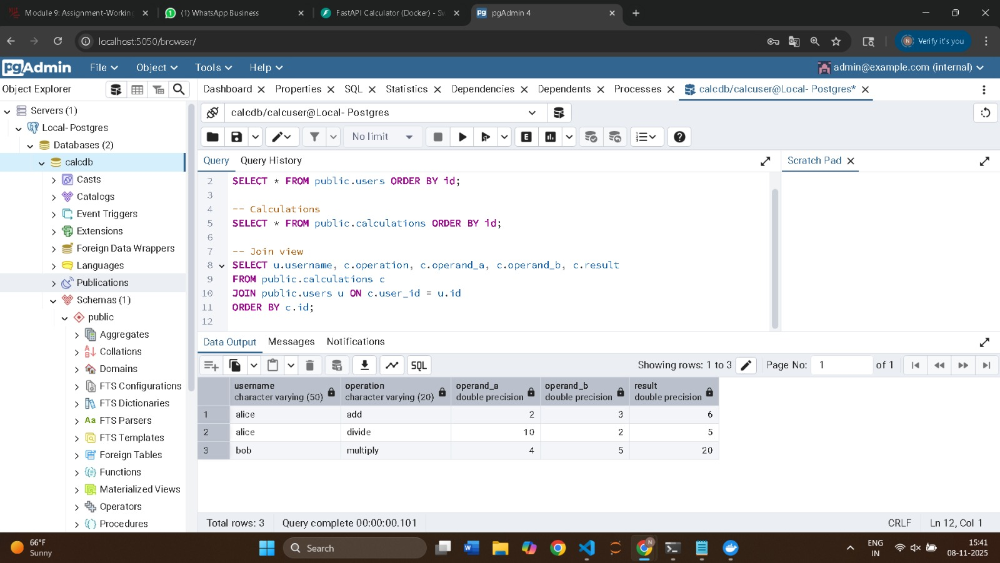 Module 9: Assignment-Working
(1) WhatsApp Business
FastAPI Calculator (Docker) - Sw
pgAdmin 4
localhost:5050/browser/
Verify it's you
pgAdmin
File
Object
Tools
Help
admin@example.com (internal)
Object Explorer
Dashboard
Properties
SQL
Statistics
Dependencies
Dependents
Processes
calcdb/calcuser@Local- Postgres*
Servers (1)
Local- Postgres
Databases (2)
calcdb
Casts
Catalogs
Event Triggers
Extensions
Foreign Data Wrappers
Languages
Publications
Schemas (1)
public
Aggregates
Collations
Domains
FTS Configurations
FTS Dictionaries
FTS Parsers
FTS Templates
Foreign Tables
Functions
Materialized Views
Operators
Procedures
calcdb/calcuser@Local- Postgres
No limit
Query
Query History
Scratch Pad
2 SELECT * FROM public.users ORDER BY id;
3
4 -- Calculations
5 SELECT * FROM public.calculations ORDER BY id;
6
7 -- Join view
8 SELECT u.username, c.operation, c.operand_a, c.operand_b, c.result
9 FROM public.calculations c
10 JOIN public.users u ON c.user_id = u.id
11 ORDER BY c.id;
12
Data Output
Messages
Notifications
SQL
Showing rows: 1 to 3
Page No: 1 of 1
username operation operand_a operand_b result
character varying (50) character varying (20) double precision double precision double precision
1 alice add 2 3 6
2 alice divide 10 2 5
3 bob multiply 4 5 20
Total rows: 3
Query complete 00:00:00.101
CRLF
Ln 12, Col 1
66°F
Sunny
Search
ENG
IN
15:41
08-11-2025